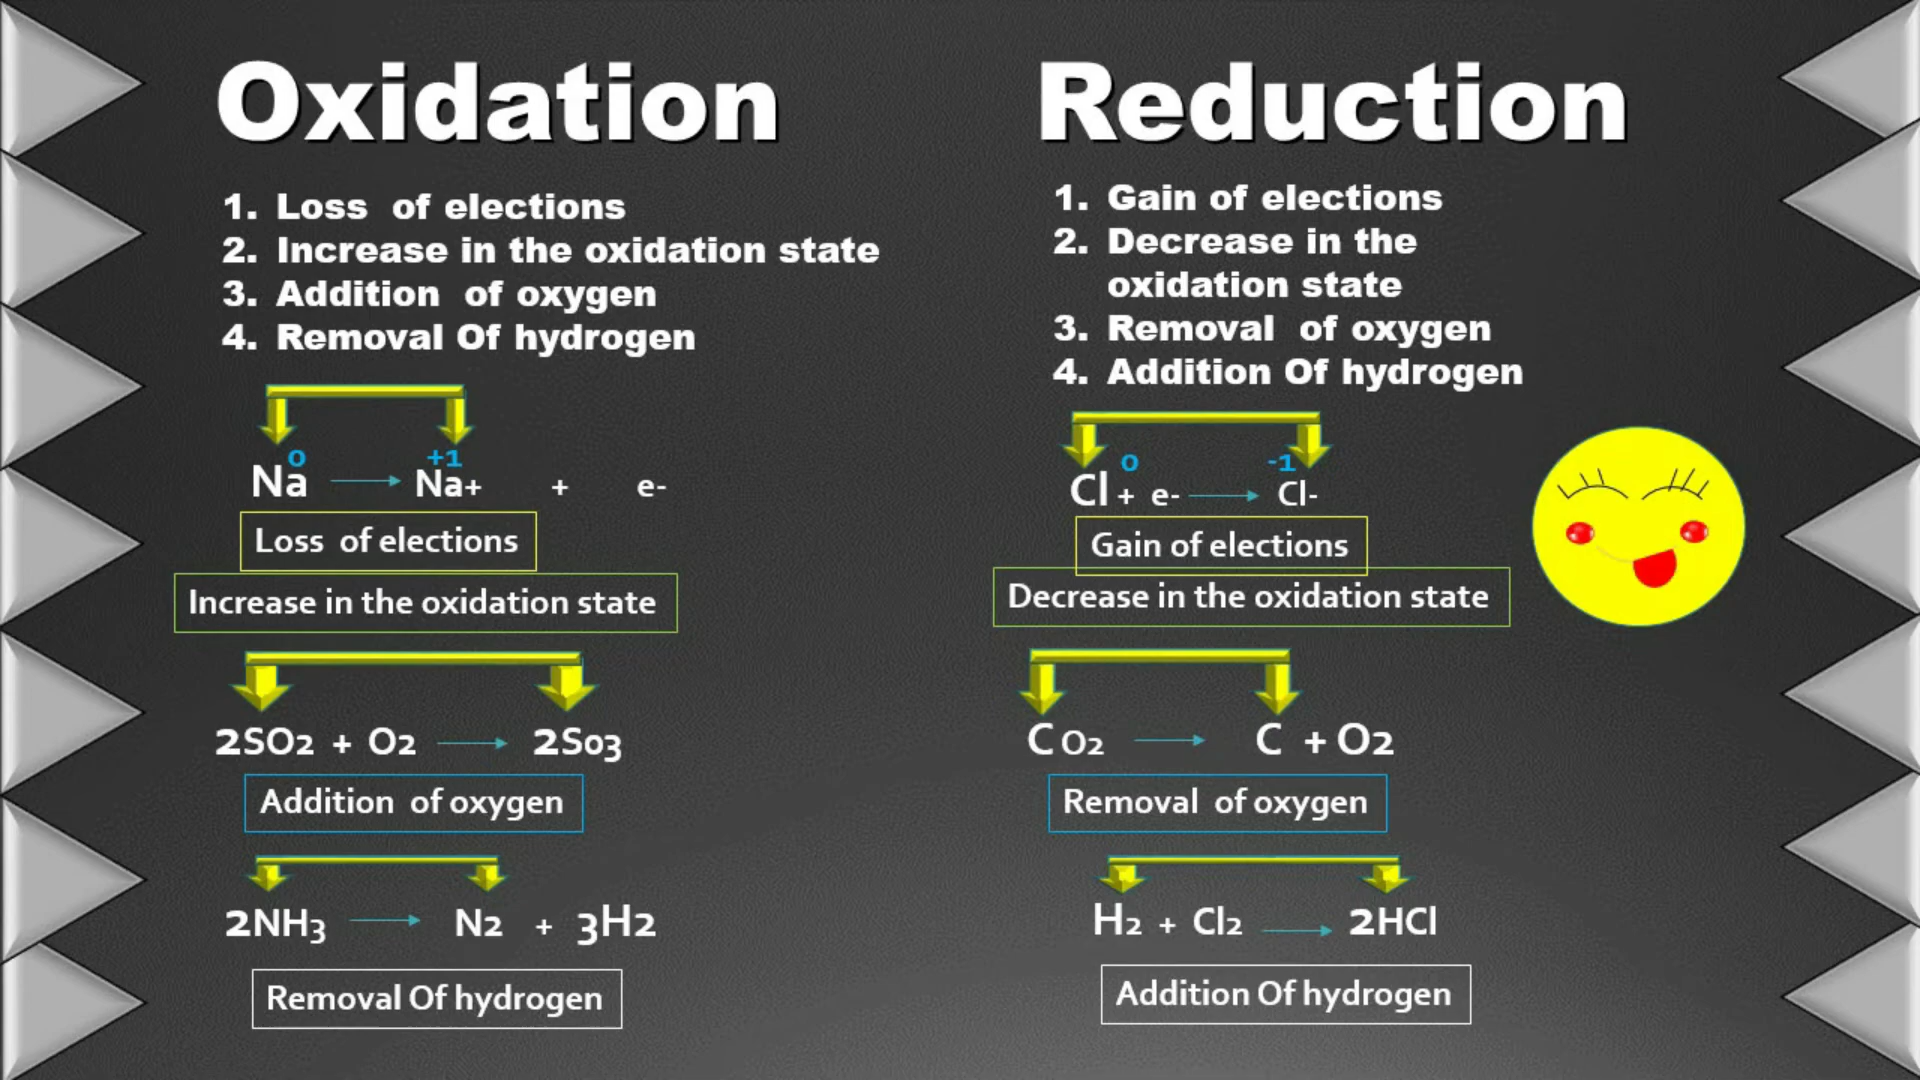 Oxidation
1. Loss of elections
2. Increase in the oxidation state
3. Addition of oxygen
4. Removal Of hydrogen
0 +1
Na Na+ + e-
Loss of elections
Increase in the oxidation state
2SO2 + O2 2So3
Addition of oxygen
2NH3 N2 + 3H2
Removal Of hydrogen
Reduction
1. Gain of elections
2. Decrease in the
oxidation state
3. Removal of oxygen
4. Addition Of hydrogen
0 -1
Cl + e- Cl-
Gain of elections
Decrease in the oxidation state
C O2 C + O2
Removal of oxygen
H2 + Cl2 2HCl
Addition Of hydrogen